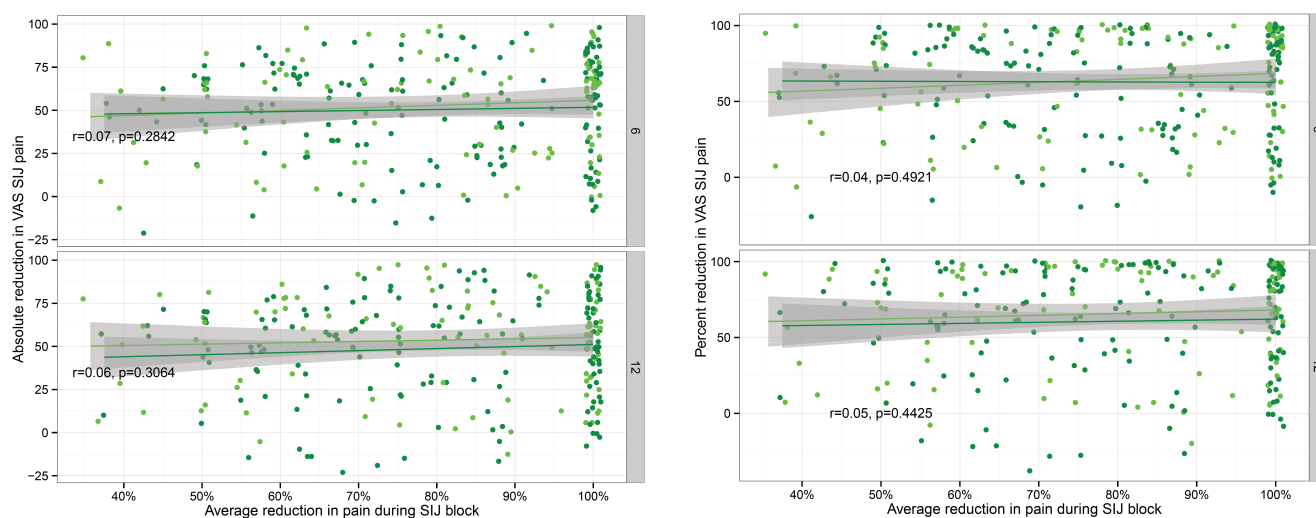 Absolute reduction in VAS SIJ pain
100
75
50
25
0
−25
r=0.07, p=0.2842
6
100
75
50
25
0
−25
r=0.06, p=0.3064
12
40% 50% 60% 70% 80% 90% 100%
Average reduction in pain during SIJ block
Percent reduction in VAS SIJ pain
100
50
0
r=0.04, p=0.4921
100
50
0
r=0.05, p=0.4425
40% 50% 60% 70% 80% 90% 100%
Average reduction in pain during SIJ block